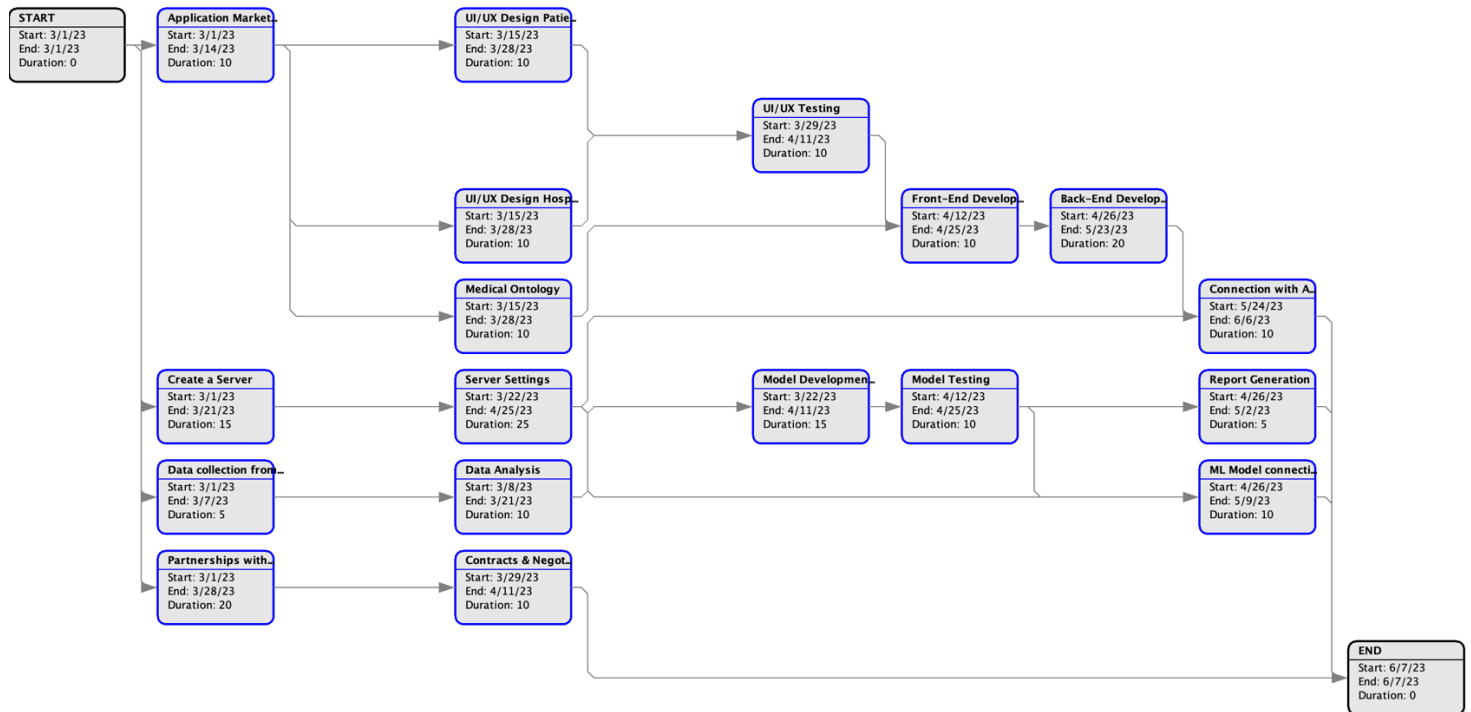 START
Start: 3/1/23
End: 3/1/23
Duration: 0
Application Market..
Start: 3/1/23
End: 3/14/23
Duration: 10
UI/UX Design Patie..
Start: 3/15/23
End: 3/28/23
Duration: 10
UI/UX Testing
Start: 3/29/23
End: 4/11/23
Duration: 10
UI/UX Design Hosp..
Start: 3/15/23
End: 3/28/23
Duration: 10
Front-End Develop..
Start: 4/12/23
End: 4/25/23
Duration: 10
Back-End Develop..
Start: 4/26/23
End: 5/23/23
Duration: 20
Medical Ontology
Start: 3/15/23
End: 3/28/23
Duration: 10
Connection with A..
Start: 5/24/23
End: 6/6/23
Duration: 10
Create a Server
Start: 3/1/23
End: 3/21/23
Duration: 15
Server Settings
Start: 3/22/23
End: 4/25/23
Duration: 25
Model Developmen..
Start: 3/22/23
End: 4/11/23
Duration: 15
Model Testing
Start: 4/12/23
End: 4/25/23
Duration: 10
Report Generation
Start: 4/26/23
End: 5/2/23
Duration: 5
Data collection from..
Start: 3/1/23
End: 3/7/23
Duration: 5
Data Analysis
Start: 3/8/23
End: 3/21/23
Duration: 10
ML Model connecti..
Start: 4/26/23
End: 5/9/23
Duration: 10
Partnerships with..
Start: 3/1/23
End: 3/28/23
Duration: 20
Contracts & Negot..
Start: 3/29/23
End: 4/11/23
Duration: 10
END
Start: 6/7/23
End: 6/7/23
Duration: 0